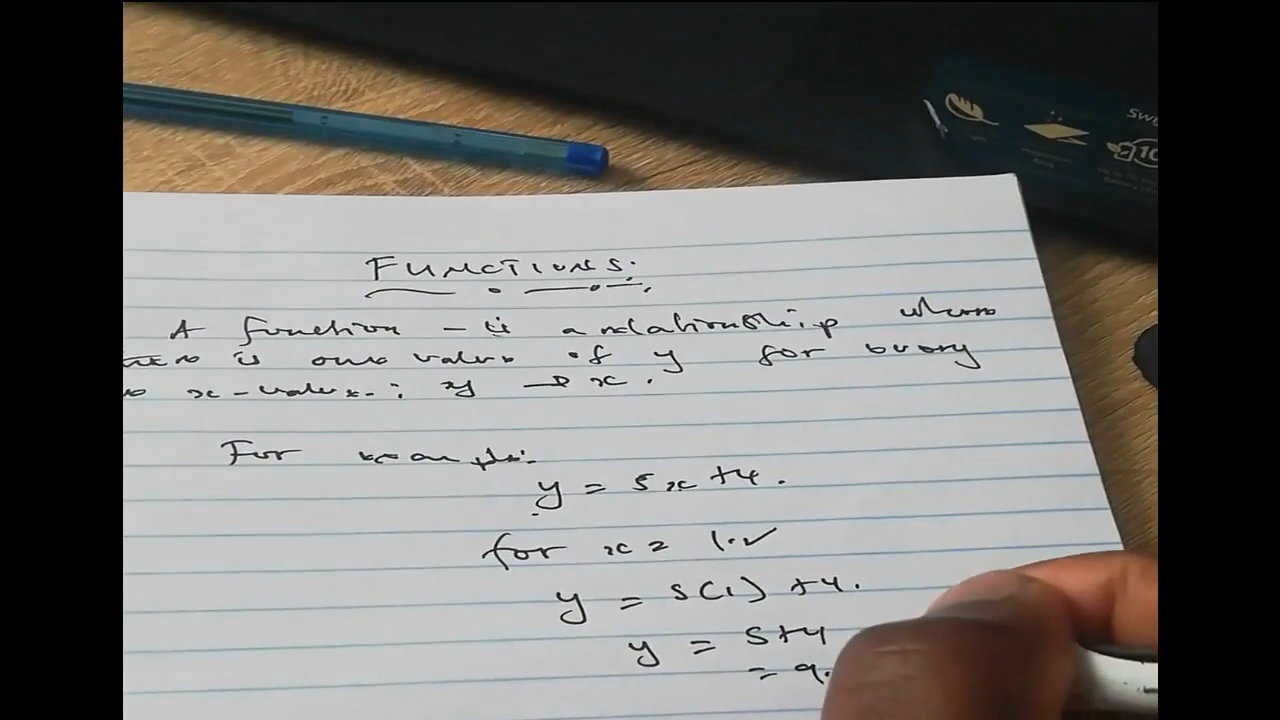 FUNCTIONS.
A function - is a relationship where
there is one value of y for every
x-value. : y → x.
For example:
y = 5x + 4.
for x = 1. ✓
y = 5(1) + 4.
y = 5+4
= 9.
10